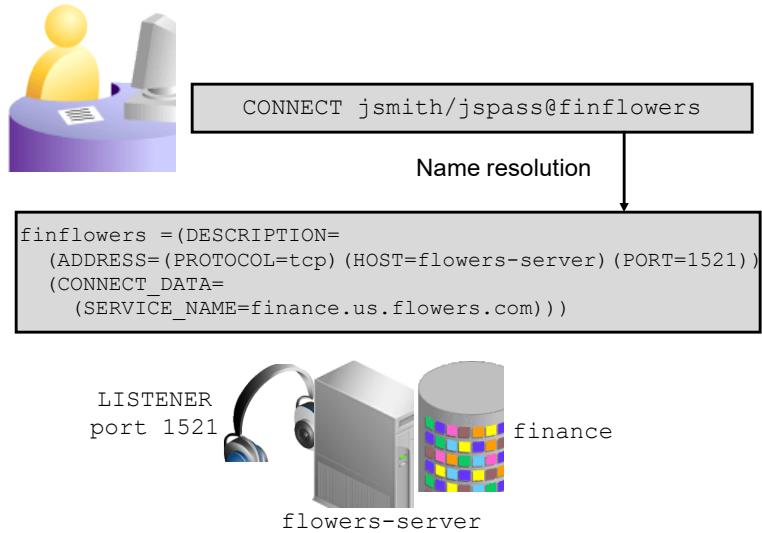 CONNECT jsmith/jspass@finflowers
Name resolution
finflowers =(DESCRIPTION=
(ADDRESS=(PROTOCOL=tcp)(HOST=flowers-server)(PORT=1521))
(CONNECT_DATA=
(SERVICE_NAME=finance.us.flowers.com)))
LISTENER
port 1521
finance
flowers-server